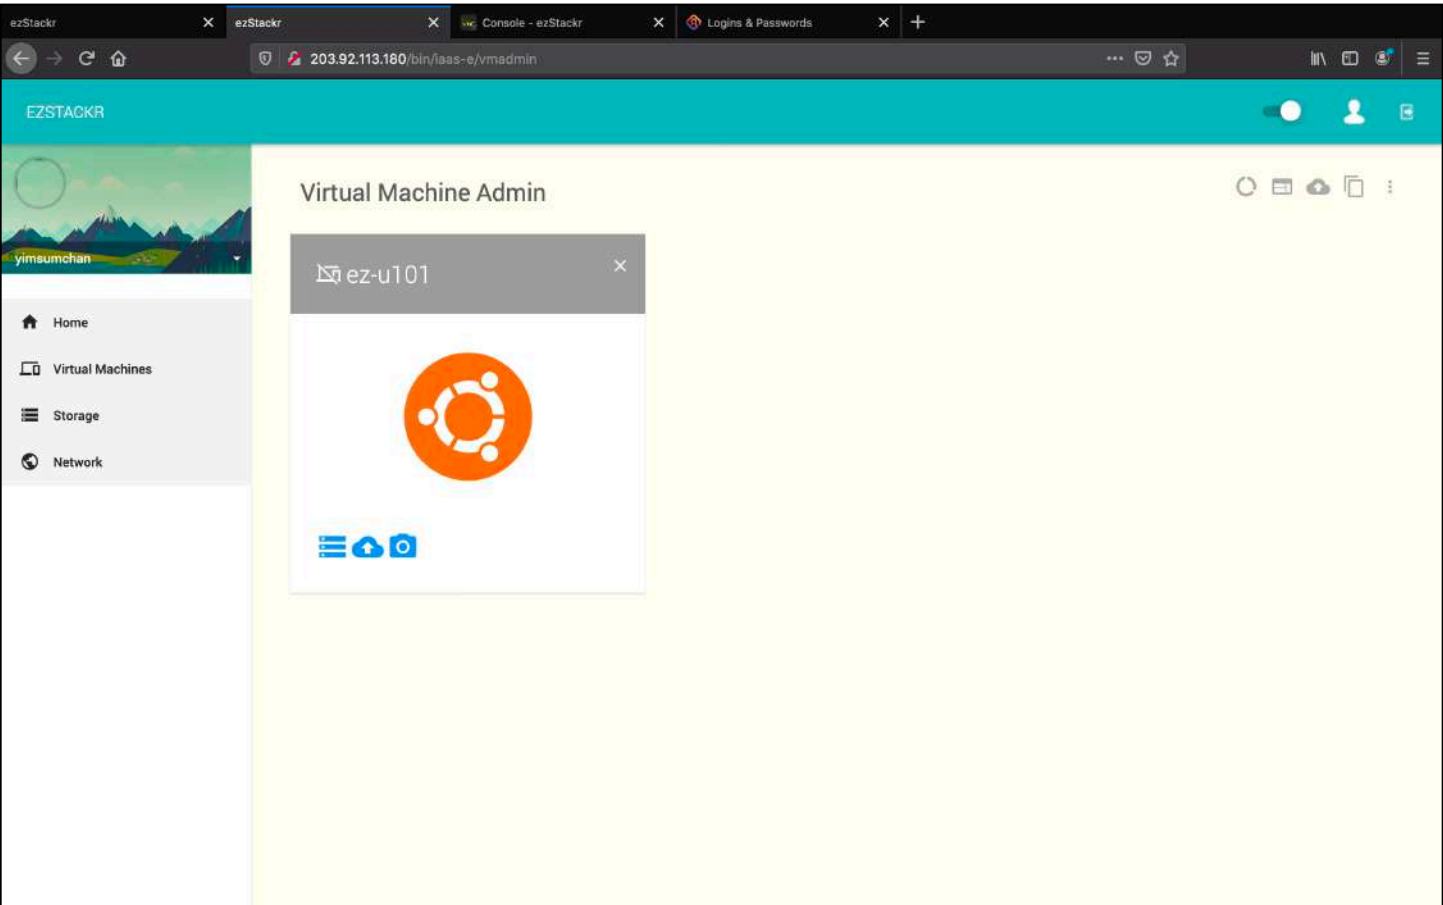 ezStackr
ezStackr
Console - ezStackr
Logins & Passwords
203.92.113.180/bin/iaas-e/vmadmin
EZSTACKR
yimsumchan
Home
Virtual Machines
Storage
Network
Virtual Machine Admin
ez-u101